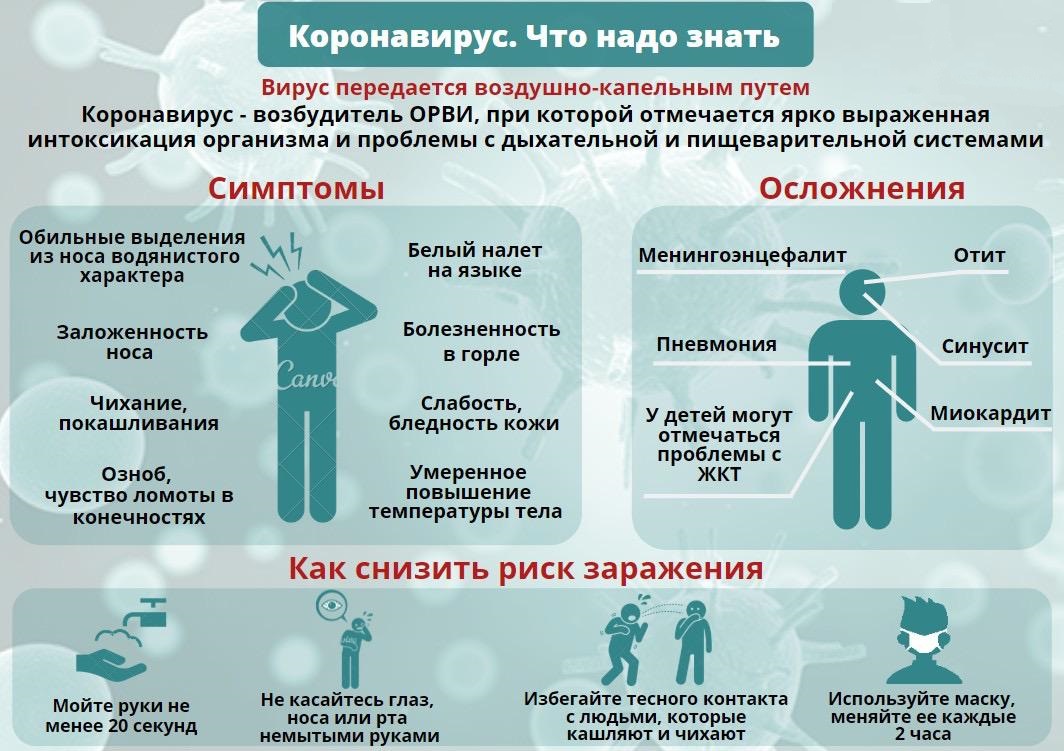 Коронавирус. Что надо знать
Вирус передается воздушно-капельным путем
Коронавирус - возбудитель ОРВИ, при которой отмечается ярко выраженная
интоксикация организма и проблемы с дыхательной и пищеварительной системами
Симптомы
Обильные выделения
из носа водянистого
характера
Заложенность
носа
Чихание,
покашливания
Озноб,
чувство ломоты в
конечностях
Canva
Белый налет
на языке
Болезненность
в горле
Слабость,
бледность кожи
Умеренное
повышение
температуры тела
Осложнения
Менингоэнцефалит
Отит
Пневмония
Синусит
Миокардит
У детей могут
отмечаться
проблемы с
ЖКТ
Как снизить риск заражения
Мойте руки не
менее 20 секунд
Не касайтесь глаз,
носа или рта
немытыми руками
Избегайте тесного контакта
с людьми, которые
кашляют и чихают
Используйте маску,
меняйте ее каждые
2 часа